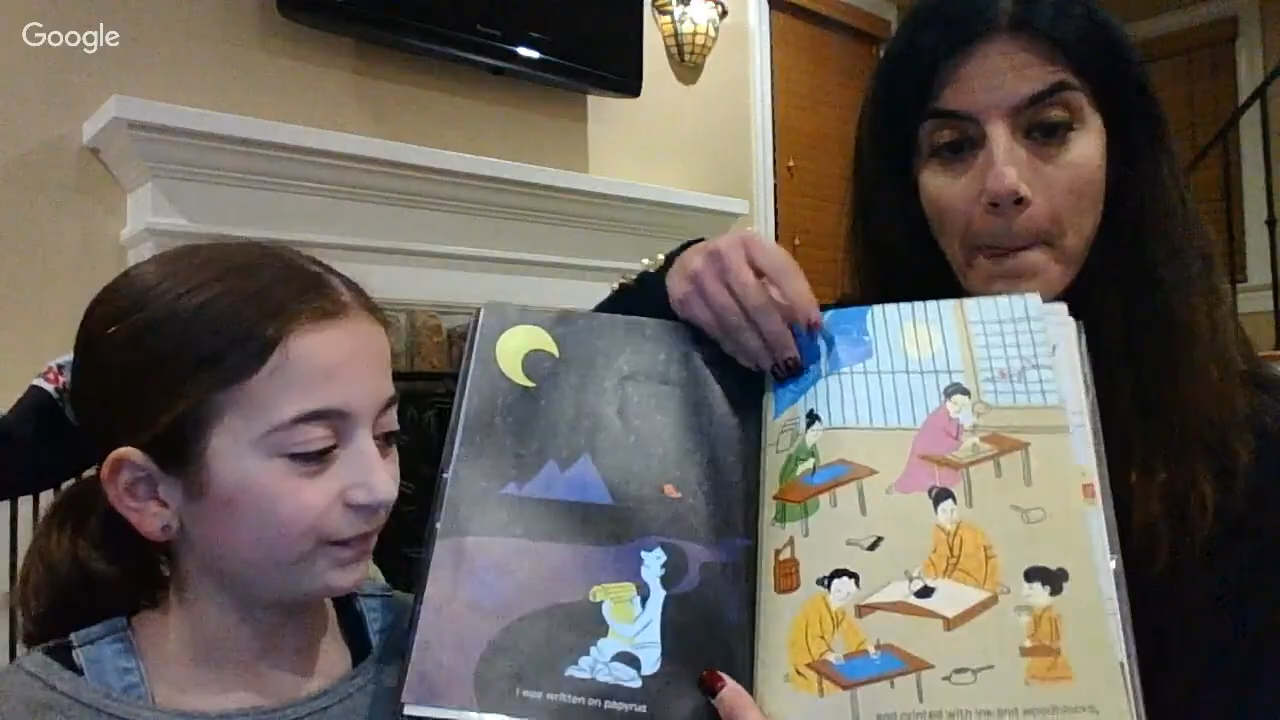 Google
I was written on papyrus
and printed with ink and woodblocks,